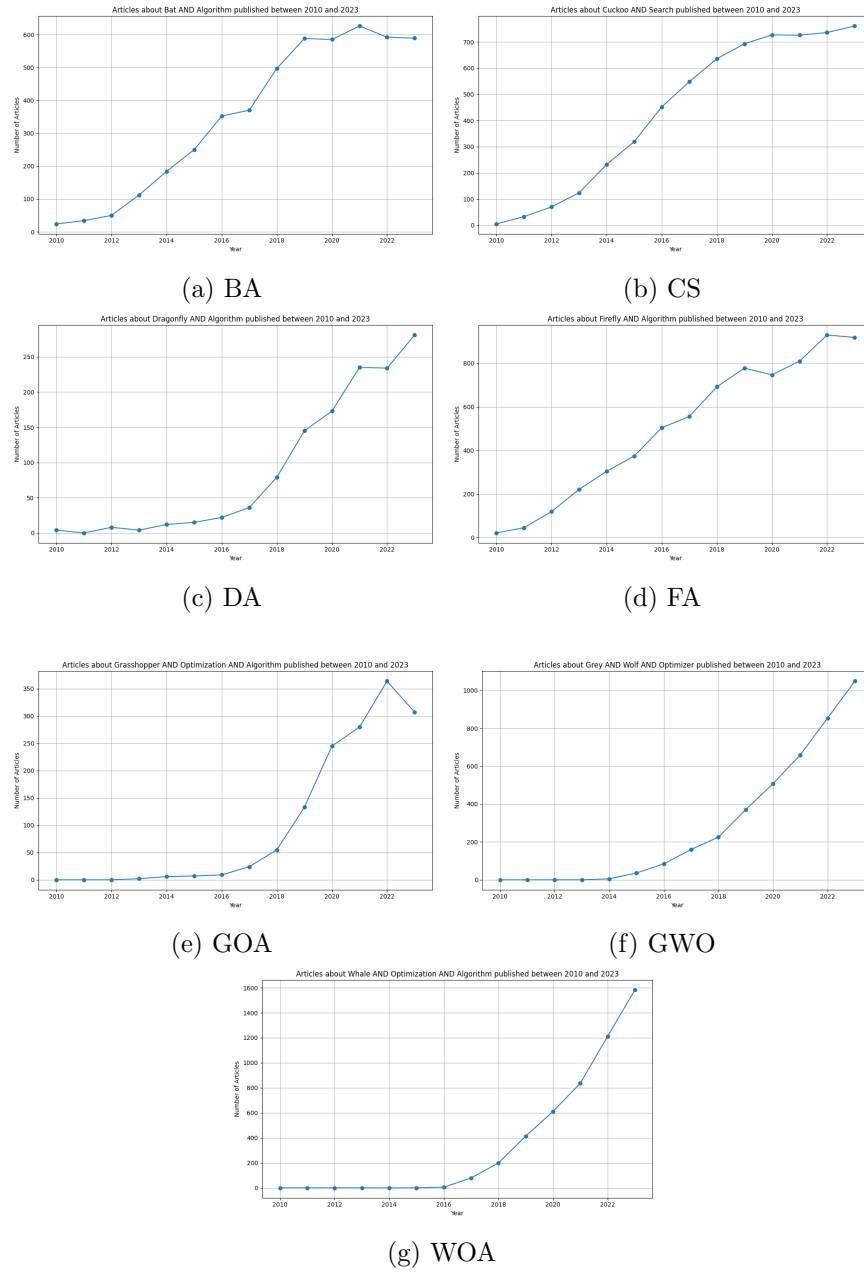 Articles about Bat AND Algorithm published between 2010 and 2023
Number of Articles
600
500
400
300
200
100
0
2010 2012 2014 2016 2018 2020 2022
Year
(a) BA
Articles about Cuckoo AND Search published between 2010 and 2023
Number of Articles
700
600
500
400
300
200
100
0
2010 2012 2014 2016 2018 2020 2022
Year
(b) CS
Articles about Dragonfly AND Algorithm published between 2010 and 2023
Number of Articles
250
200
150
100
50
0
2010 2012 2014 2016 2018 2020 2022
Year
(c) DA
Articles about Firefly AND Algorithm published between 2010 and 2023
Number of Articles
800
600
400
200
0
2010 2012 2014 2016 2018 2020 2022
Year
(d) FA
Articles about Grasshopper AND Optimization AND Algorithm published between 2010 and 2023
Number of Articles
350
300
250
200
150
100
50
0
2010 2012 2014 2016 2018 2020 2022
Year
(e) GOA
Articles about Grey AND Wolf AND Optimizer published between 2010 and 2023
Number of Articles
1000
800
600
400
200
0
2010 2012 2014 2016 2018 2020 2022
Year
(f) GWO
Articles about Whale AND Optimization AND Algorithm published between 2010 and 2023
Number of Articles
1600
1400
1200
1000
800
600
400
200
0
2010 2012 2014 2016 2018 2020 2022
Year
(g) WOA